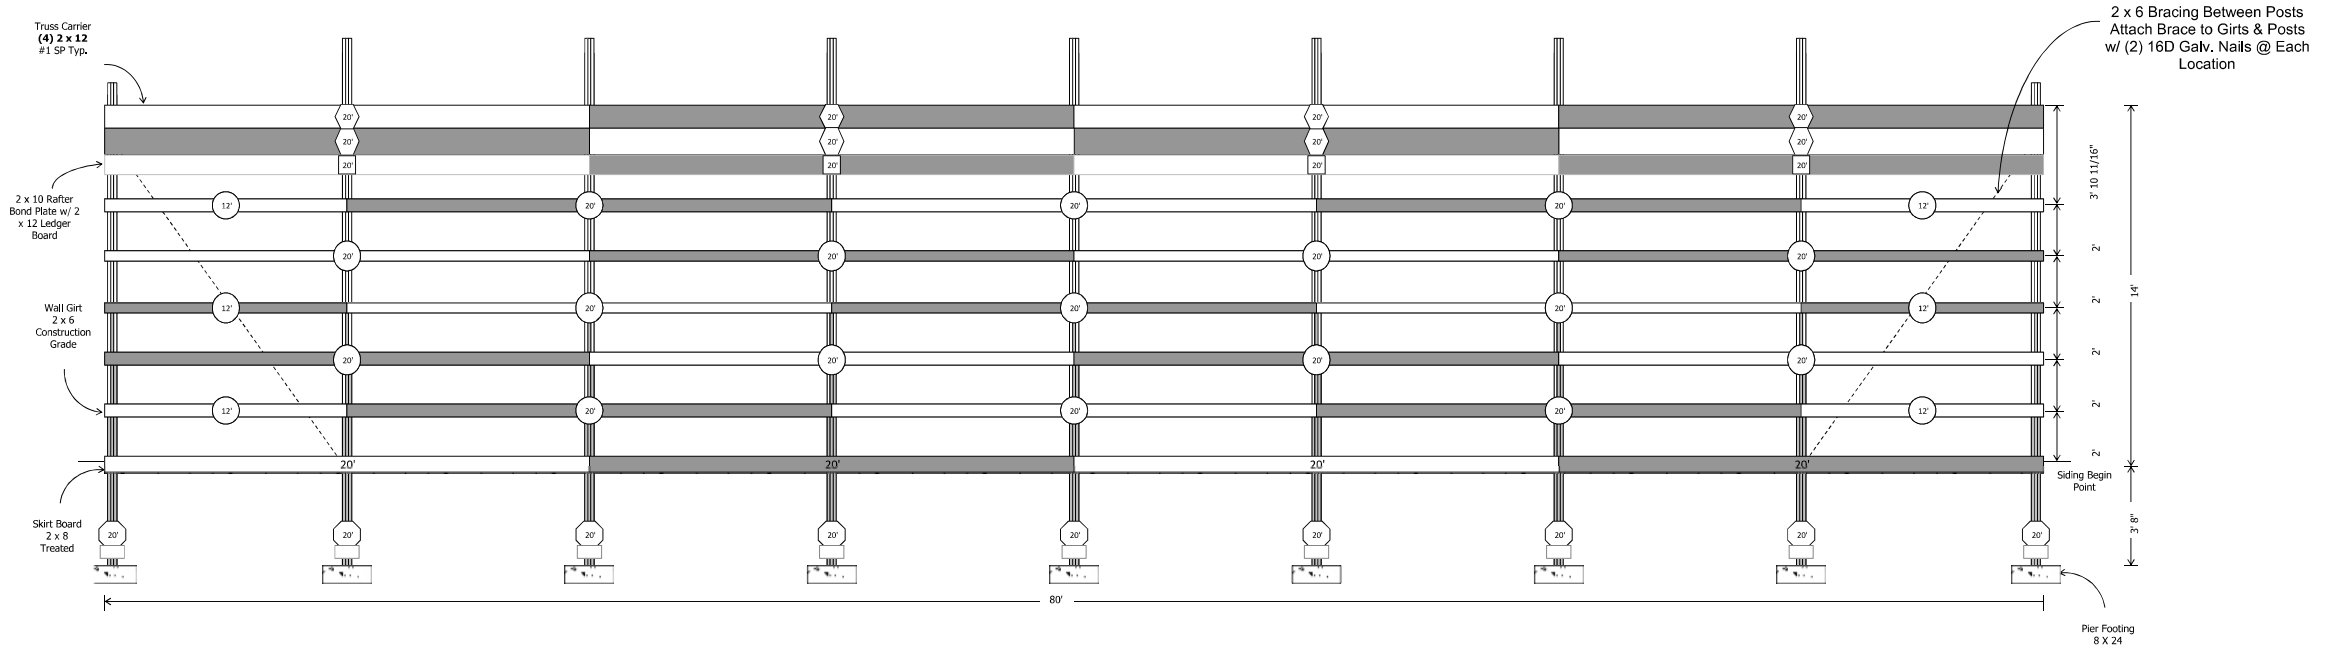 Truss Carrier
(4) 2 x 12
#1 SP Typ.
2 x 6 Bracing Between Posts
Attach Brace to Girts & Posts
w/ (2) 16D Galv. Nails @ Each
Location
20' 20' 20' 20'
20' 20' 20' 20'
20' 20' 20' 20'
2 x 10 Rafter
Bond Plate w/ 2
x 12 Ledger
Board
12' 20' 20' 20' 12'
20' 20' 20' 20'
Wall Girt
2 x 6
Construction
Grade
12' 20' 20' 20' 12'
20' 20' 20' 20'
12' 20' 20' 20' 12'
20' 20' 20' 20'
3' 10 11/16"
2'
2'
2'
2'
2'
14'
3' 8"
Siding Begin
Point
Skirt Board
2 x 8
Treated
20' 20' 20' 20' 20' 20' 20' 20' 20'
80'
Pier Footing
8 X 24